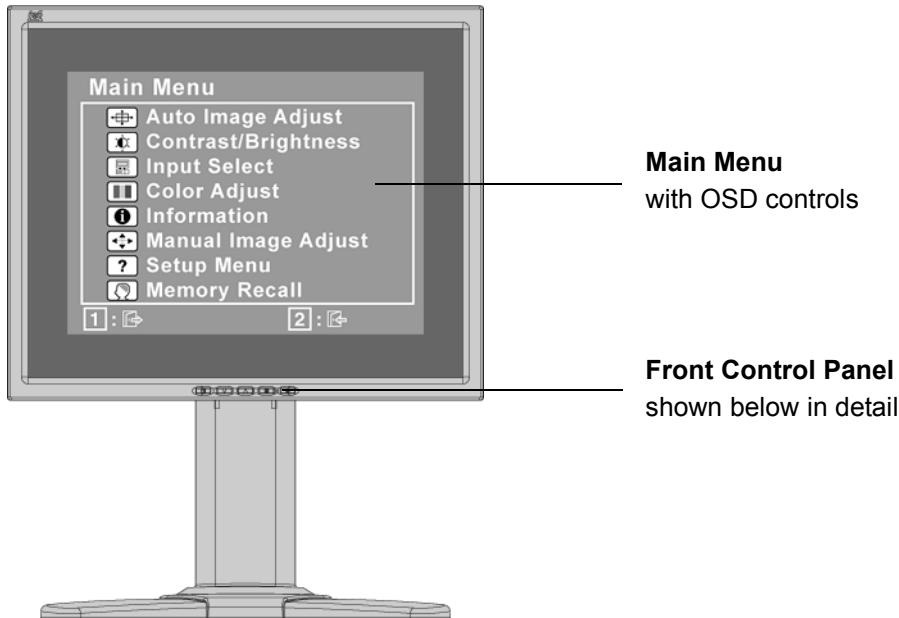 Main Menu
Auto Image Adjust
Contrast/Brightness
Input Select
Color Adjust
Information
Manual Image Adjust
? Setup Menu
Memory Recall
1 : 2 :
Main Menu
with OSD controls
Front Control Panel
shown below in detail